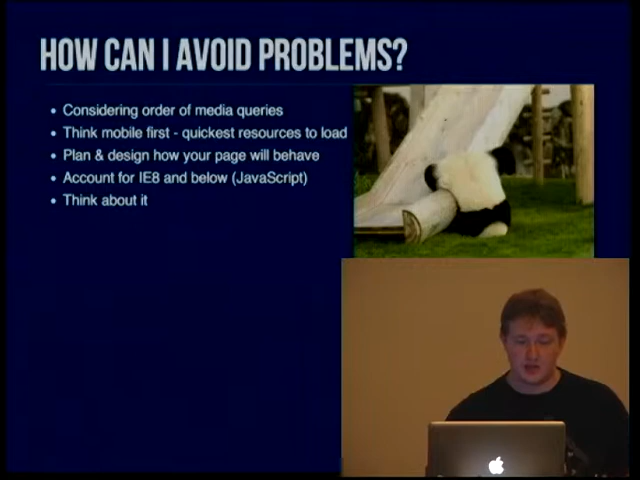 HOW CAN I AVOID PROBLEMS?
• Considering order of media queries
• Think mobile first - quickest resources to load
• Plan & design how your page will behave
• Account for IE8 and below (JavaScript)
• Think about it